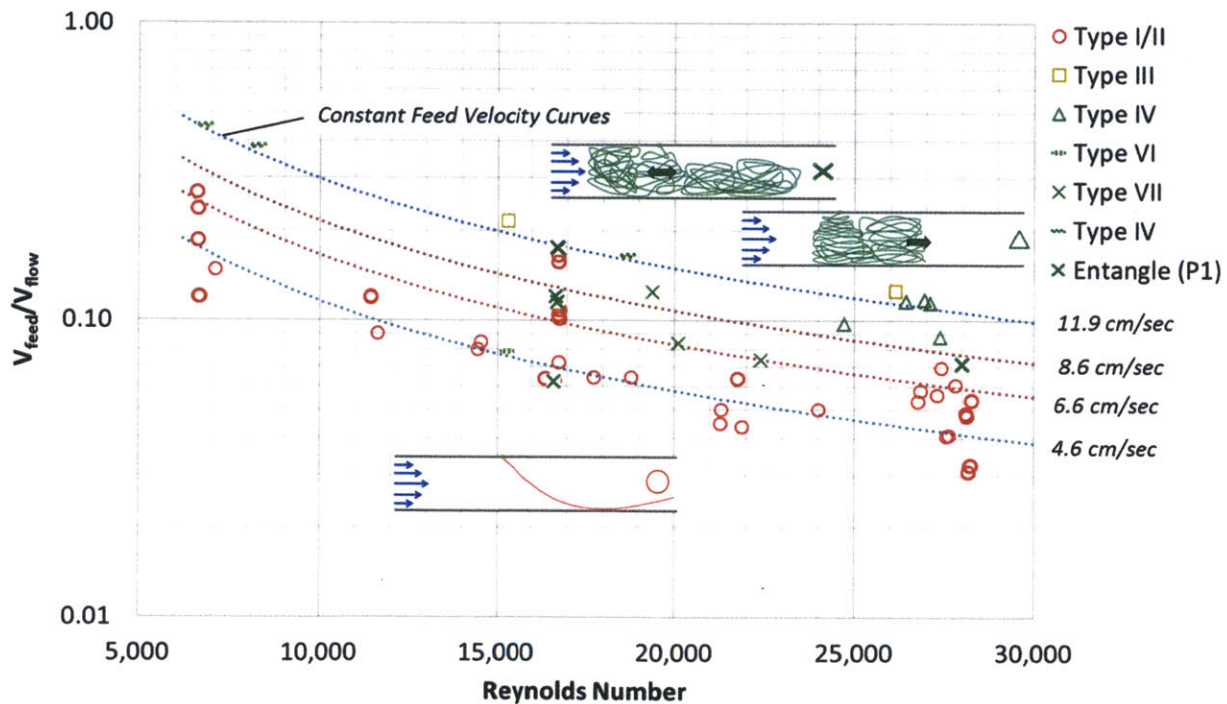 1.00
0.10
0.01
V_feed/V_flow
5,000 10,000 15,000 20,000 25,000 30,000
Reynolds Number
Constant Feed Velocity Curves
11.9 cm/sec
8.6 cm/sec
6.6 cm/sec
4.6 cm/sec
Type I/II
Type III
Type IV
Type VI
Type VII
Type IV
Entangle (P1)